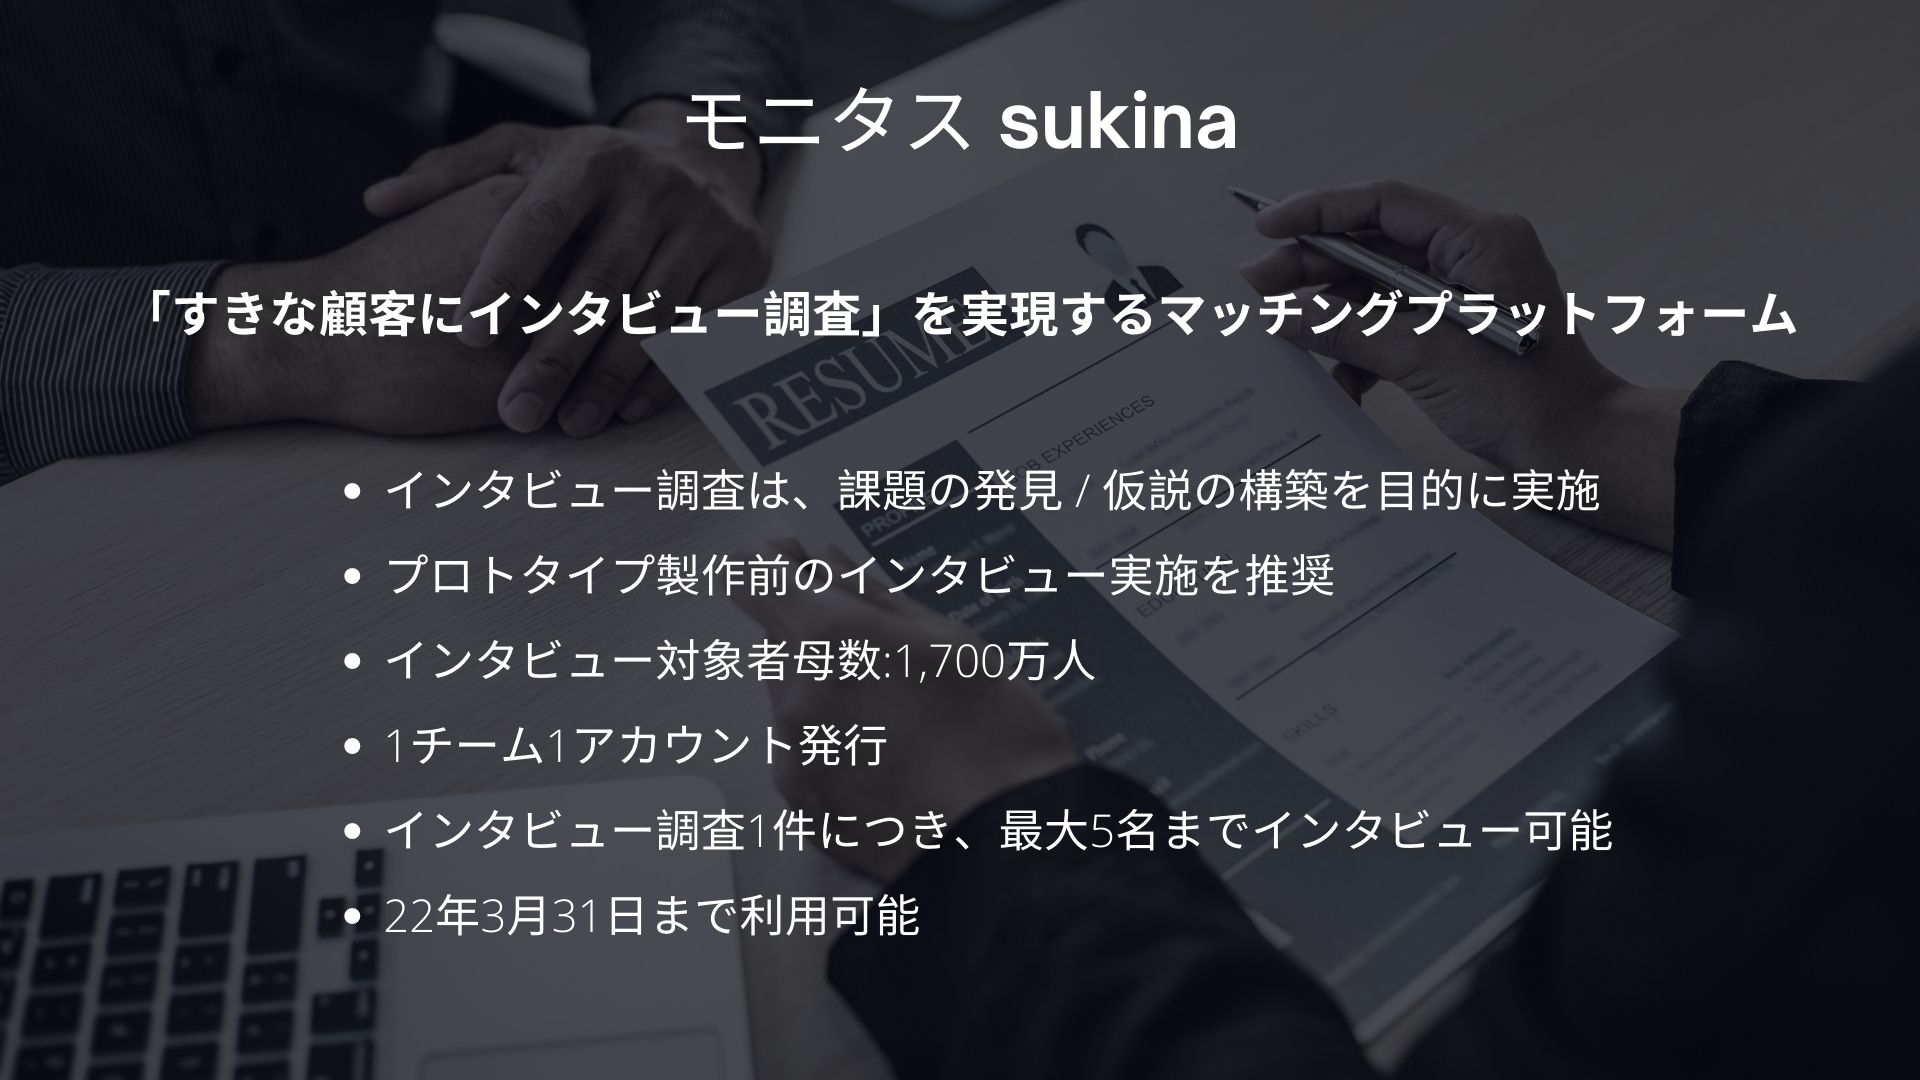 モニタス sukina
「すきな顧客にインタビュー調査」を実現するマッチングプラットフォーム
RESUME
JOB EXPERIENCES
• インタビュー調査は、課題の発見 / 仮説の構築を目的に実施
• プロトタイプ製作前のインタビュー実施を推奨
• インタビュー対象者母数:1,700万人
• 1チーム1アカウント発行
SKILLS
Phone
• インタビュー調査1件につき、最大5名までインタビュー可能
• 22年3月31日まで利用可能